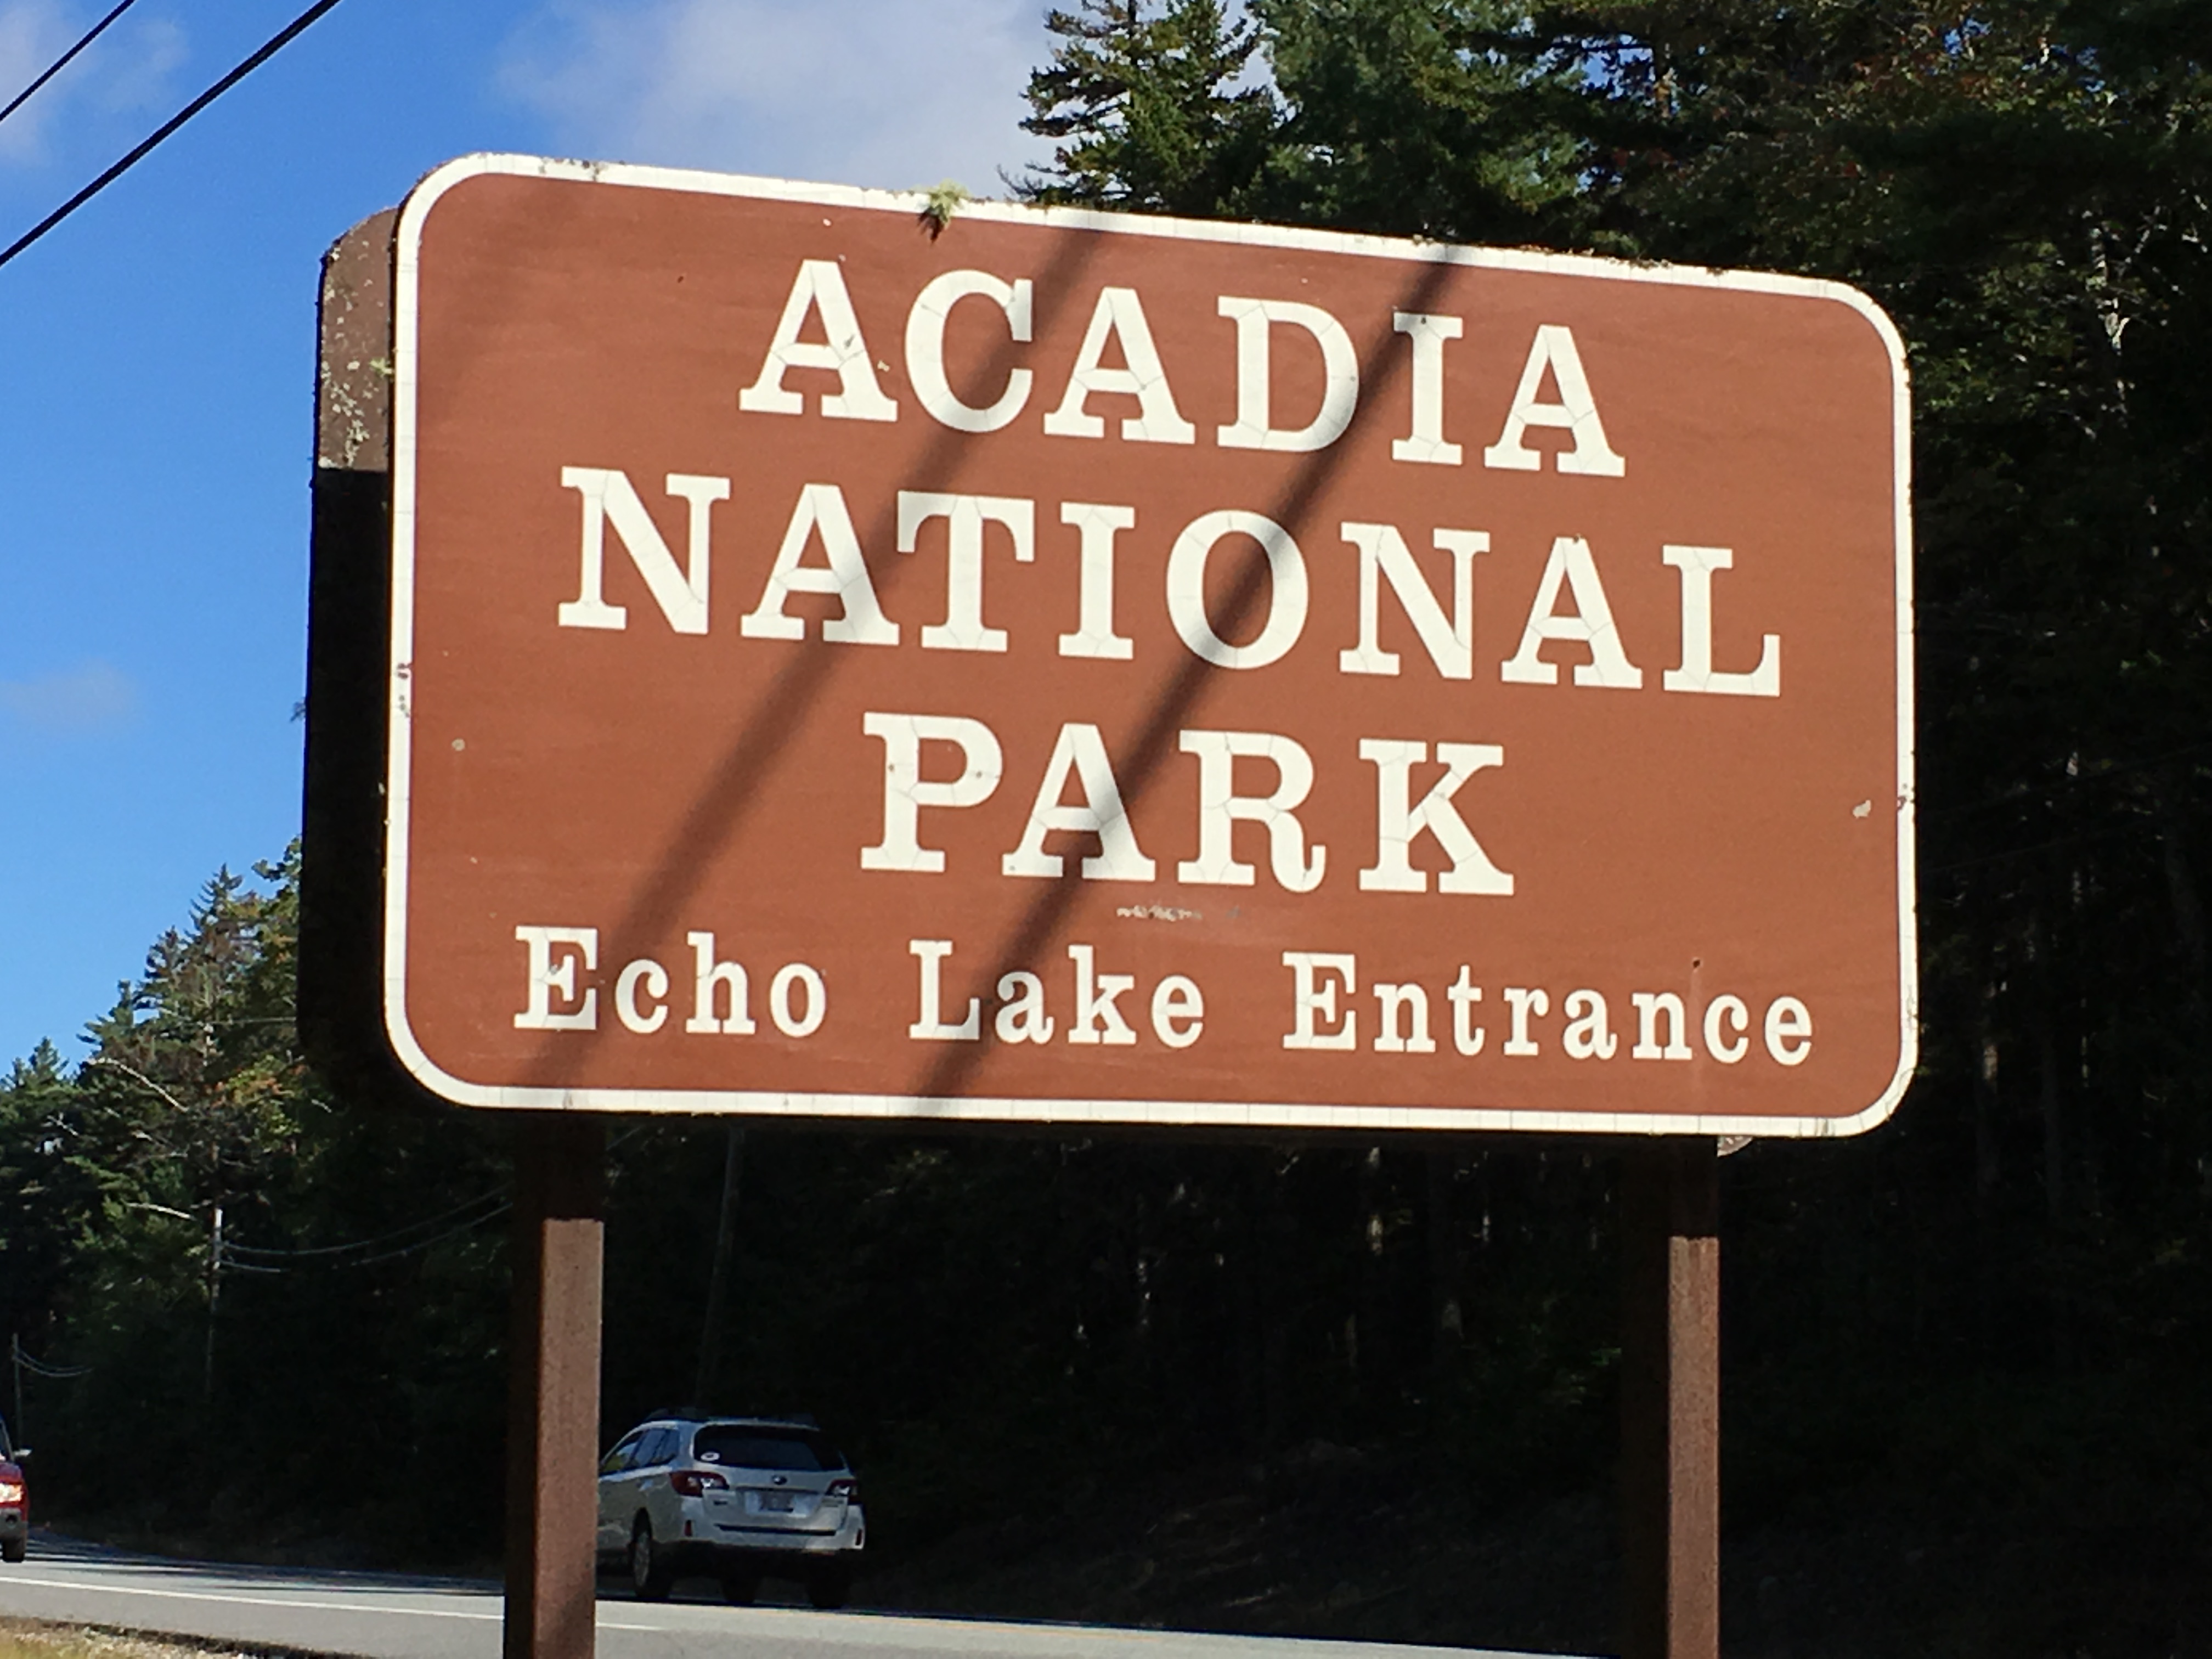 ACADIA
NATIONAL
PARK
Echo Lake Entrance